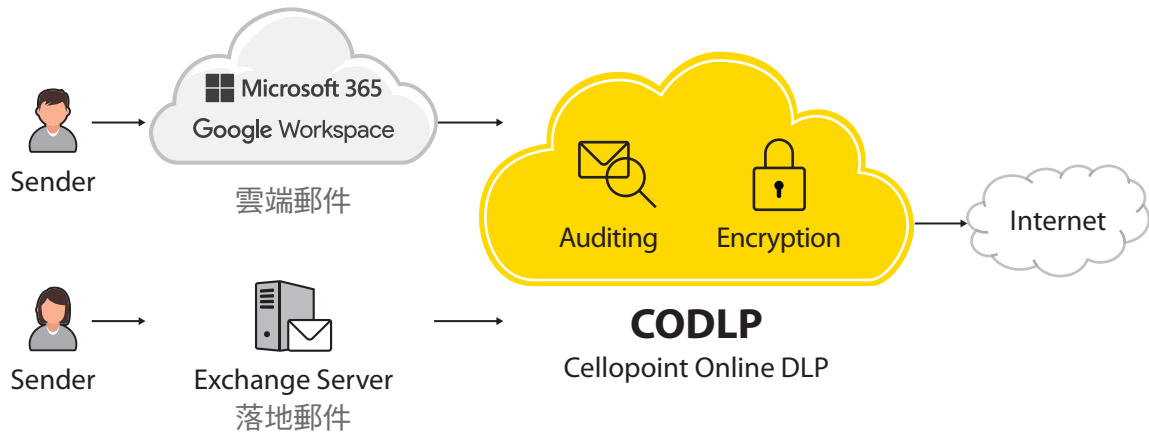 Sender
Microsoft 365
Google Workspace
雲端郵件
Auditing
Encryption
Internet
Sender
Exchange Server
落地郵件
CODLP
Cellopoint Online DLP